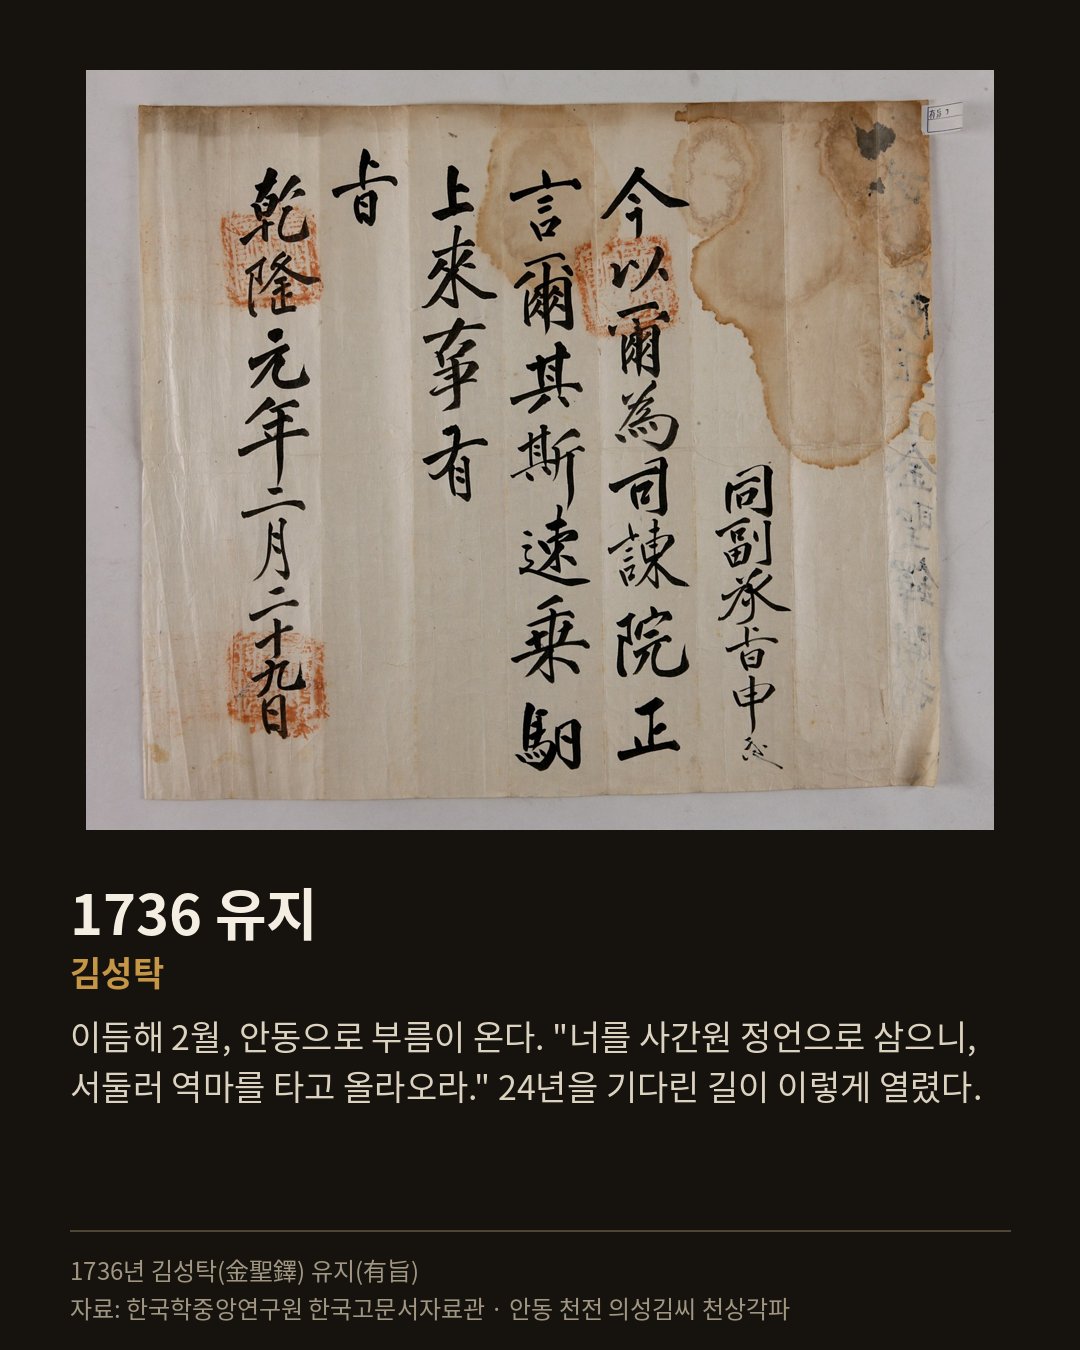 同副承旨申
今以爾為司諫院正
言爾其斯速乗馹
上來事有
旨
乾隆元年二月二十九日
1736 유지
김성탁
이듬해 2월, 안동으로 부름이 온다. "너를 사간원 정언으로 삼으니,
서둘러 역마를 타고 올라오라." 24년을 기다린 길이 이렇게 열렸다.
1736년 김성탁(金聖鐸) 유지(有旨)
자료: 한국학중앙연구원 한국고문서자료관 · 안동 천전 의성김씨 천상각파